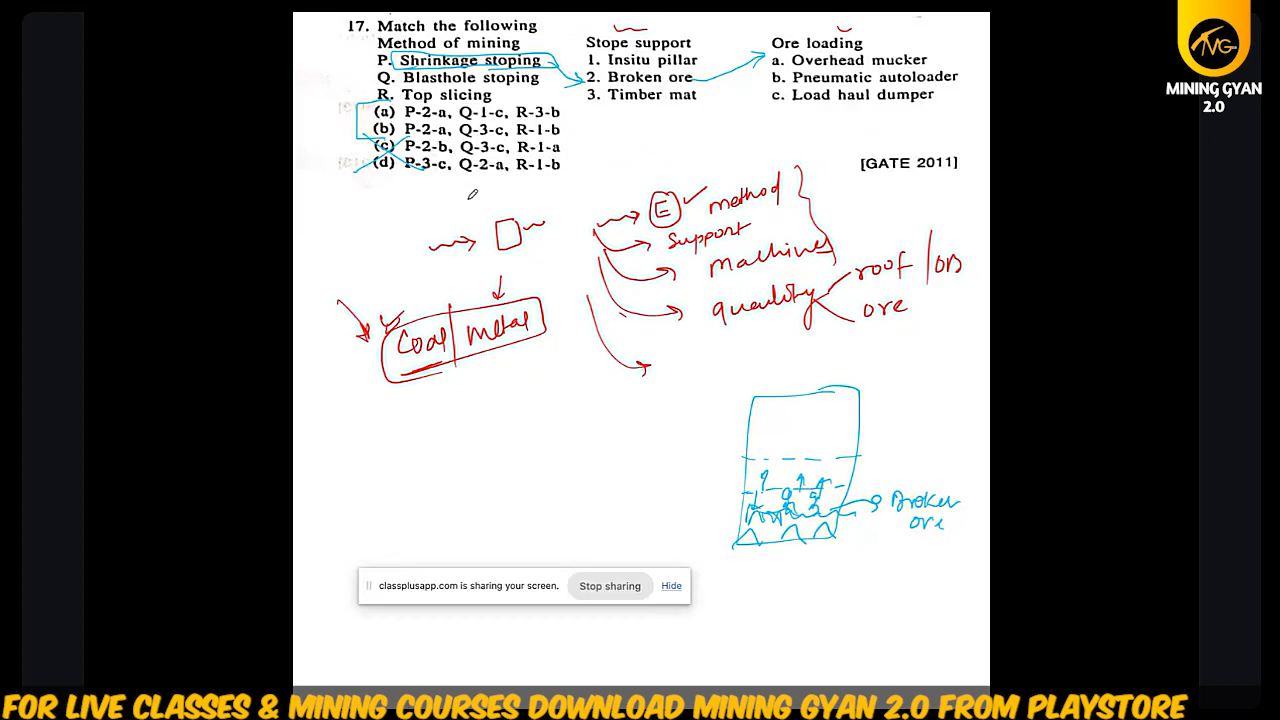 17. Match the following
Method of mining Stope support Ore loading
P. Shrinkage stoping 1. Insitu pillar a. Overhead mucker
Q. Blasthole stoping 2. Broken ore b. Pneumatic autoloader
R. Top slicing 3. Timber mat c. Load haul dumper
(a) P-2-a, Q-1-c, R-3-b
(b) P-2-a, Q-3-c, R-1-b
(c) P-2-b, Q-3-c, R-1-a
(d) P-3-c, Q-2-a, R-1-b
[GATE 2011]
TMG
MINING GYAN
2.0
E method
Support
machines
quality
roof / OB
ore
Coal | Metal
Broken
ore
classplusapp.com is sharing your screen. Stop sharing Hide
FOR LIVE CLASSES & MINING COURSES DOWNLOAD MINING GYAN 2.0 FROM PLAYSTORE